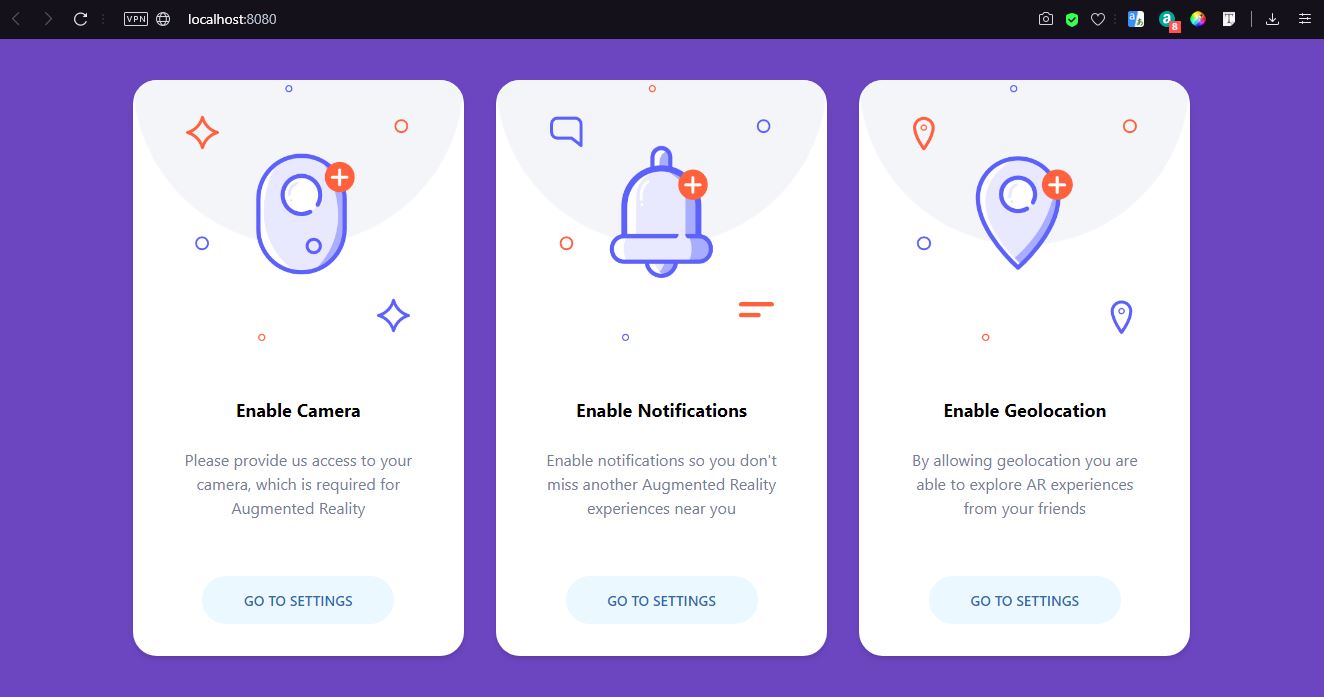 VPN
localhost:8080
8
Enable Camera
Please provide us access to your
camera, which is required for
Augmented Reality
GO TO SETTINGS
Enable Notifications
Enable notifications so you don't
miss another Augmented Reality
experiences near you
GO TO SETTINGS
Enable Geolocation
By allowing geolocation you are
able to explore AR experiences
from your friends
GO TO SETTINGS